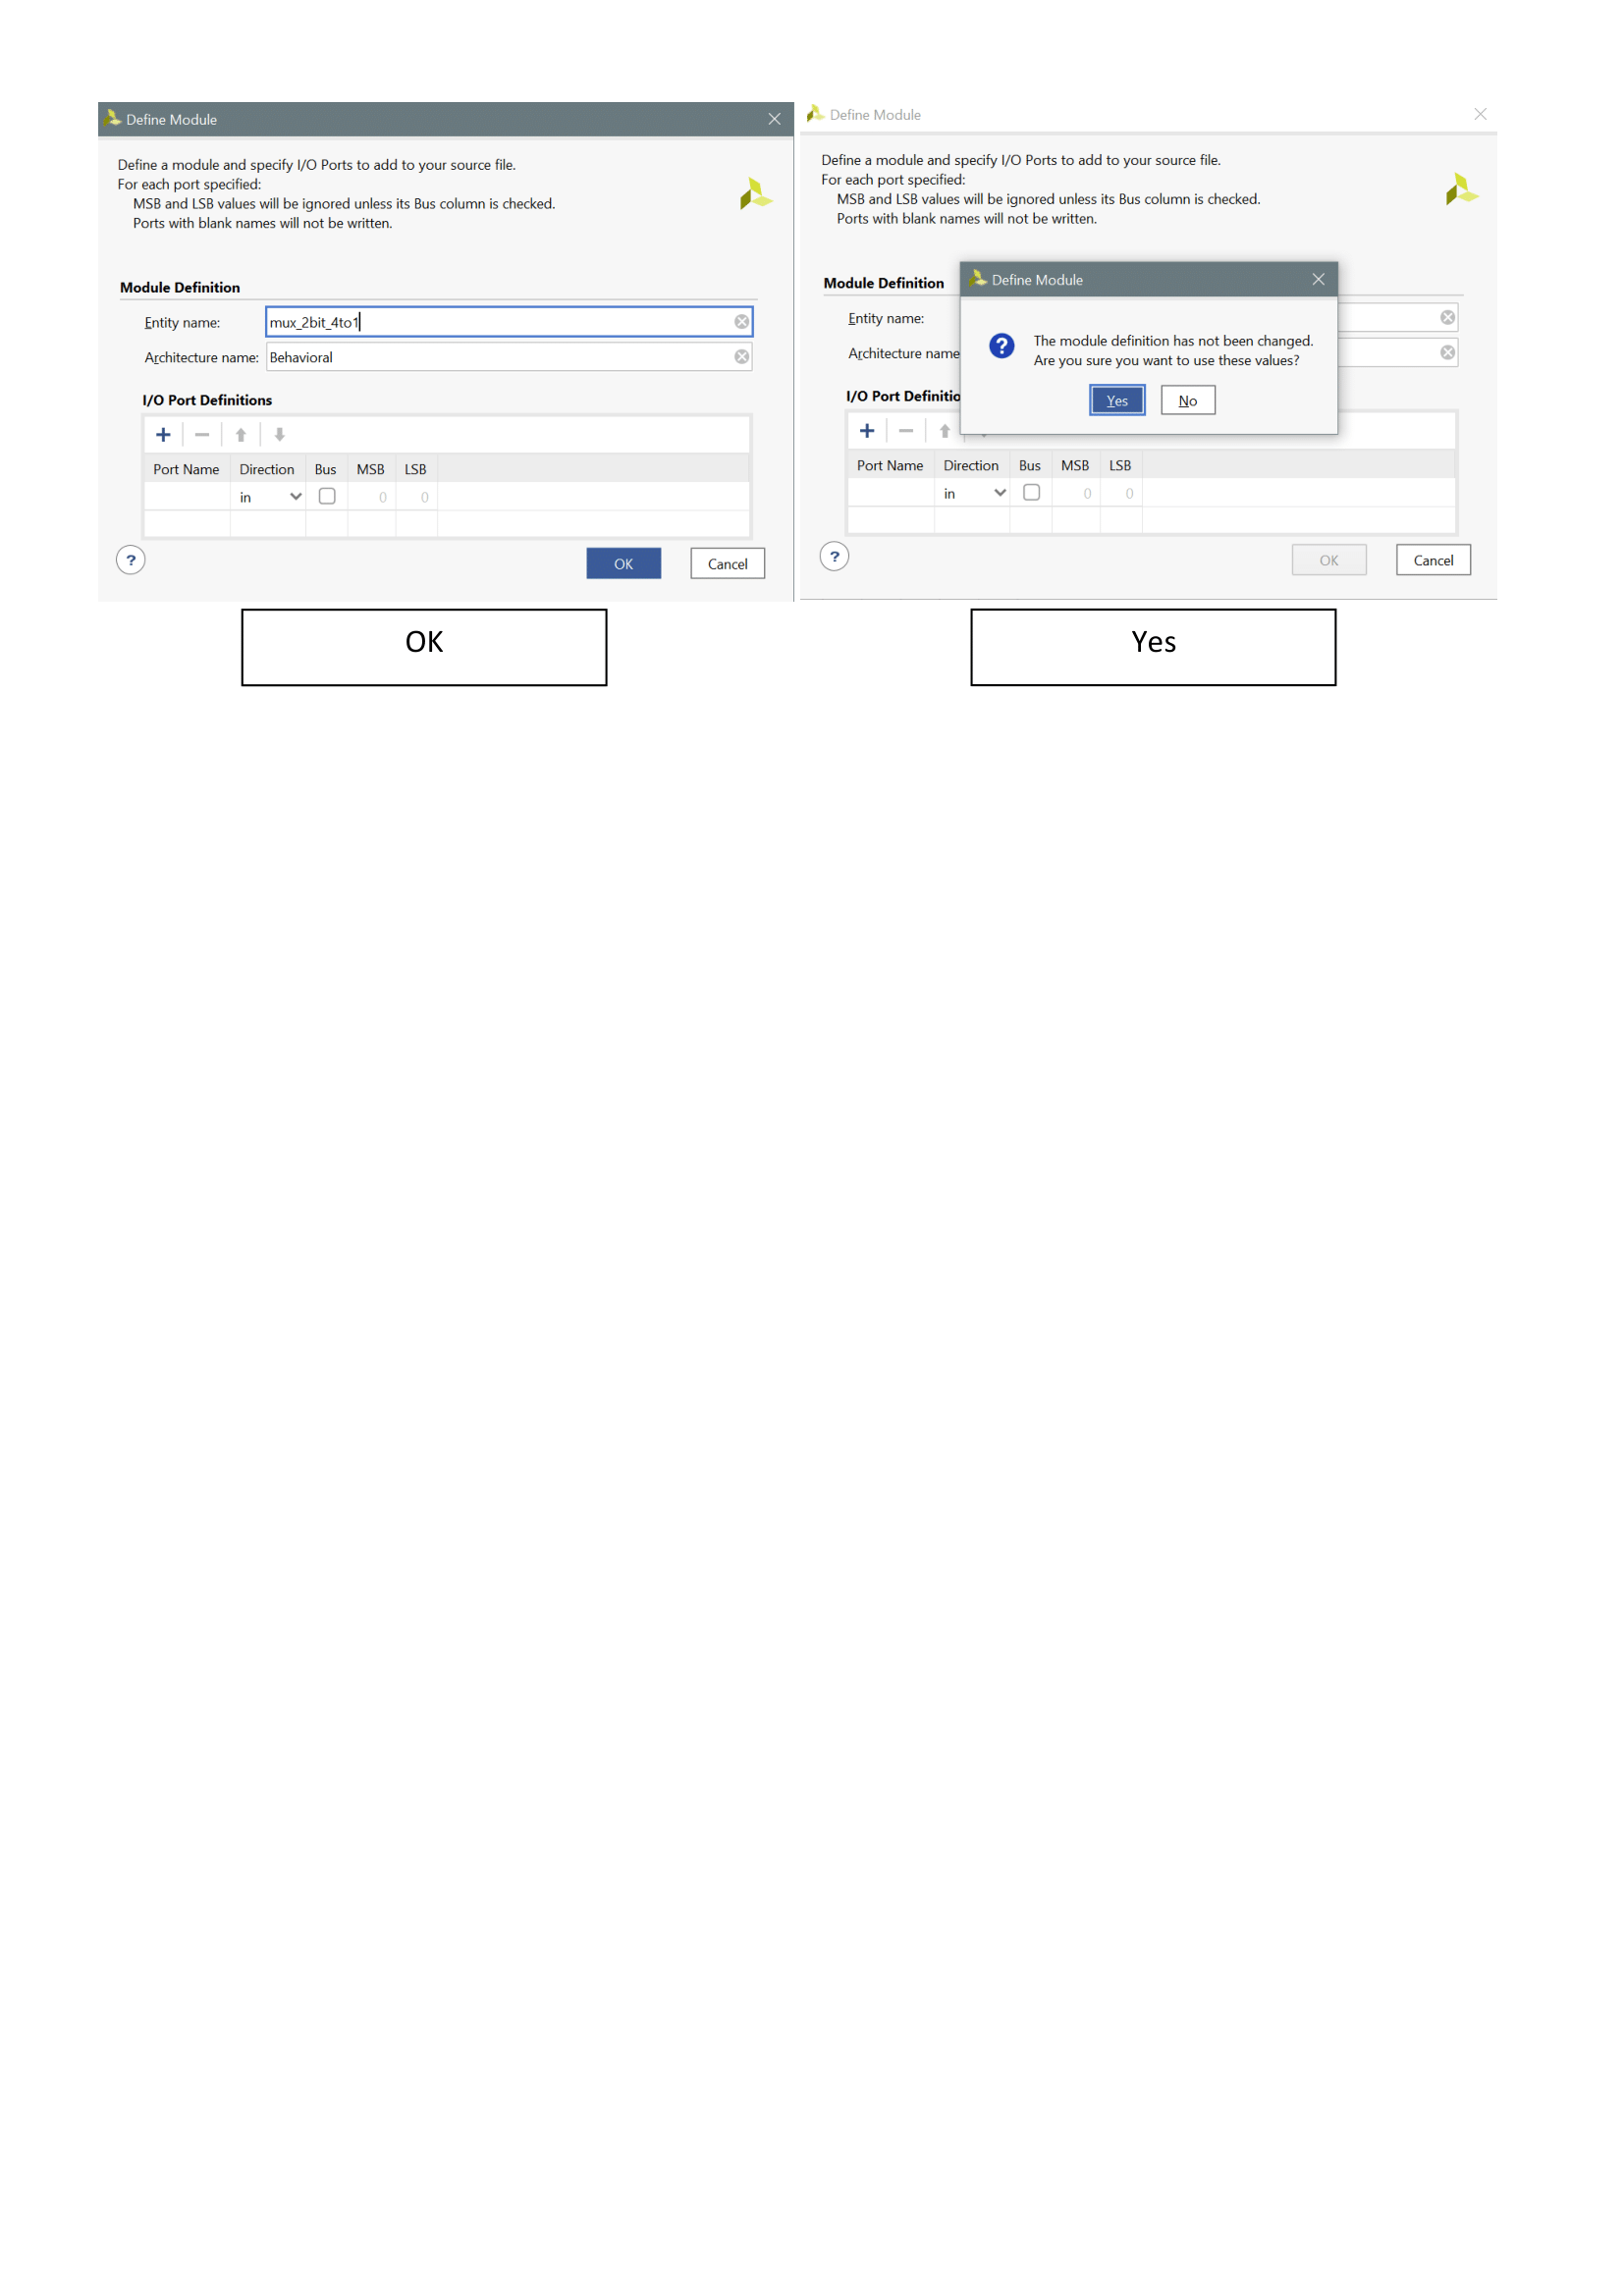 Define Module
Define a module and specify I/O Ports to add to your source file.
For each port specified:
MSB and LSB values will be ignored unless its Bus column is checked.
Ports with blank names will not be written.
Module Definition
Entity name: mux_2bit_4to1
Architecture name: Behavioral
I/O Port Definitions
Port Name Direction Bus MSB LSB
in 0 0
? OK Cancel
OK
Define Module
Define a module and specify I/O Ports to add to your source file.
For each port specified:
MSB and LSB values will be ignored unless its Bus column is checked.
Ports with blank names will not be written.
Module Definition
Entity name:
Architecture name
I/O Port Definitio
Define Module
? The module definition has not been changed.
Are you sure you want to use these values?
Yes No
Port Name Direction Bus MSB LSB
in 0 0
? OK Cancel
Yes